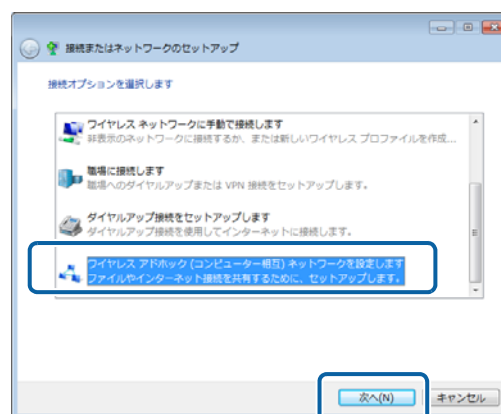 接続またはネットワークのセットアップ
接続オプションを選択します
ワイヤレス ネットワークに手動で接続します
非表示のネットワークに接続するか、または新しいワイヤレス プロファイルを作成...
職場に接続します
職場へのダイヤルアップまたは VPN 接続をセットアップします。
ダイヤルアップ接続をセットアップします
ダイヤルアップ接続を使用してインターネットに接続します。
ワイヤレス アドホック (コンピューター相互) ネットワークを設定します
ファイルやインターネット接続を共有するために、セットアップします。
次へ(N)
キャンセル